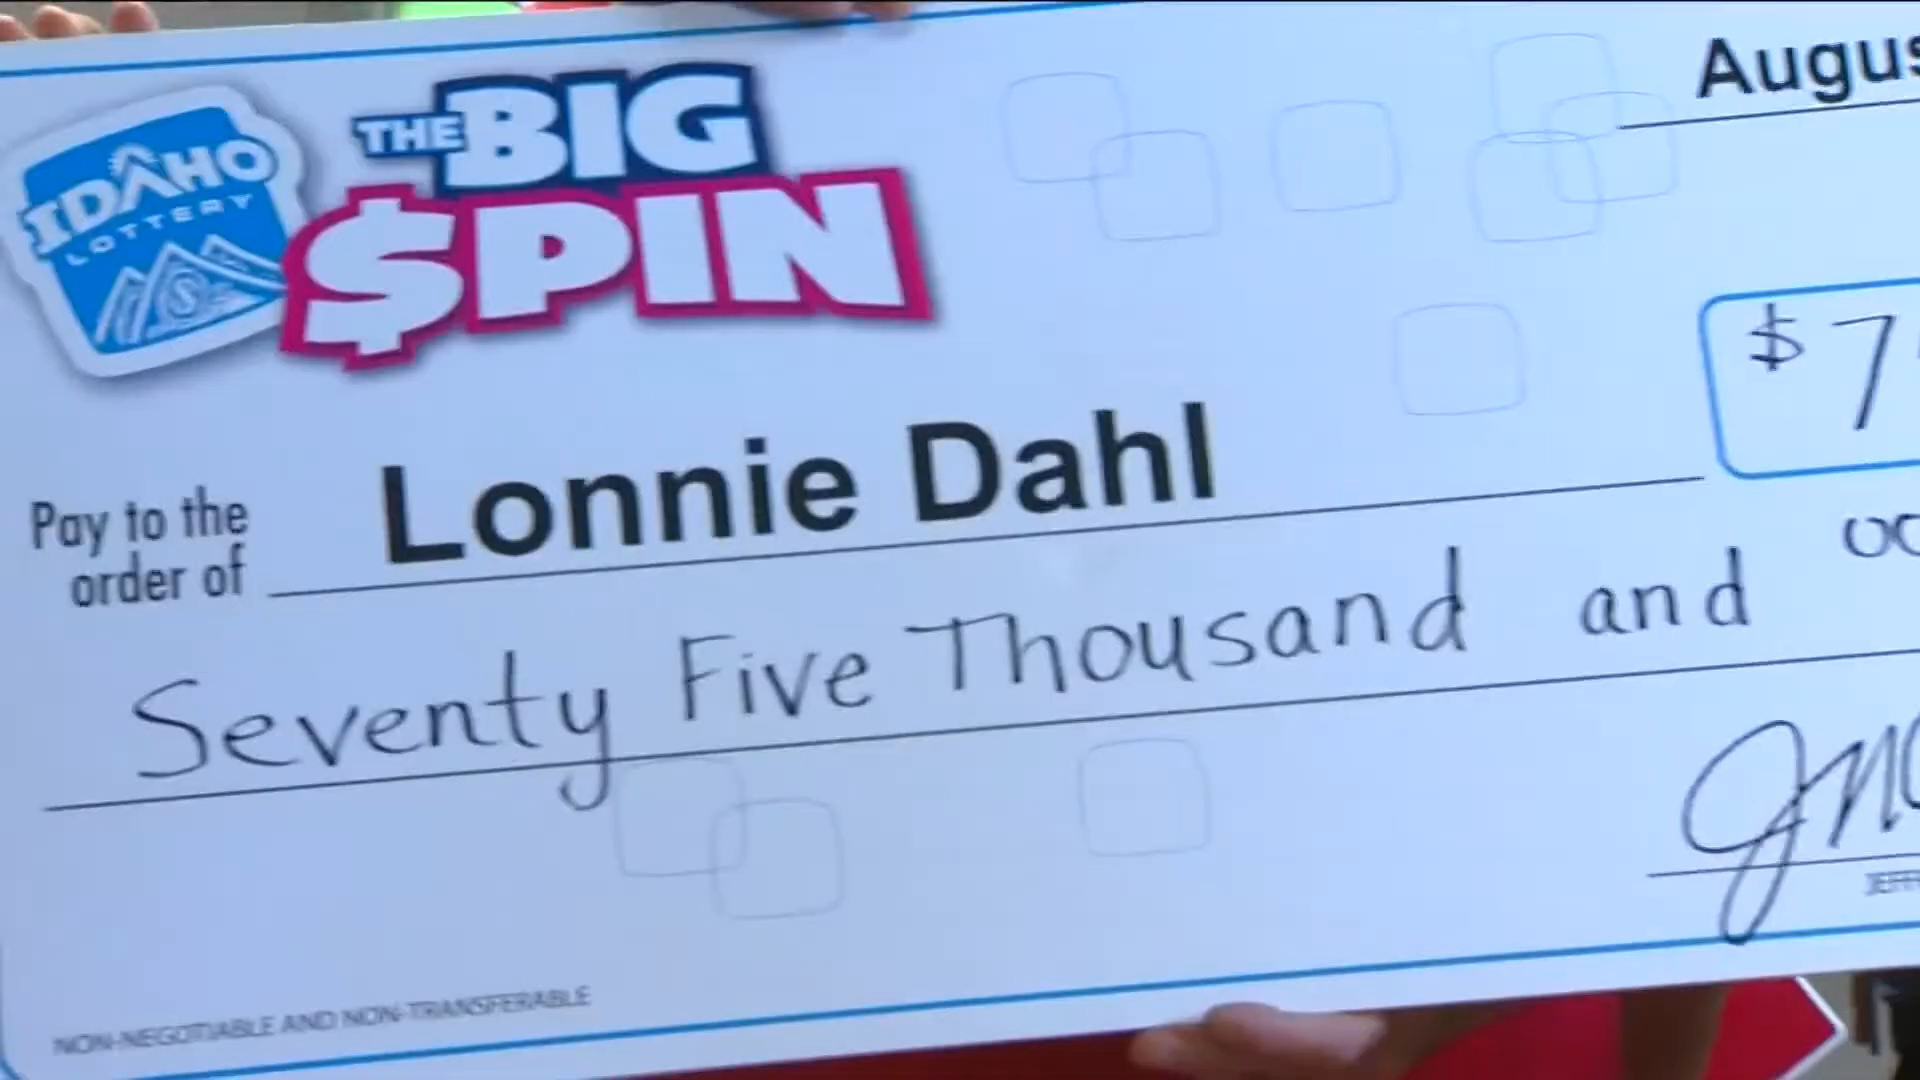 IDAHO
LOTTERY
THE BIG
$PIN
Pay to the
order of
Lonnie Dahl
$7
Seventy Five Thousand and
NON-NEGOTIABLE AND NON-TRANSFERABLE